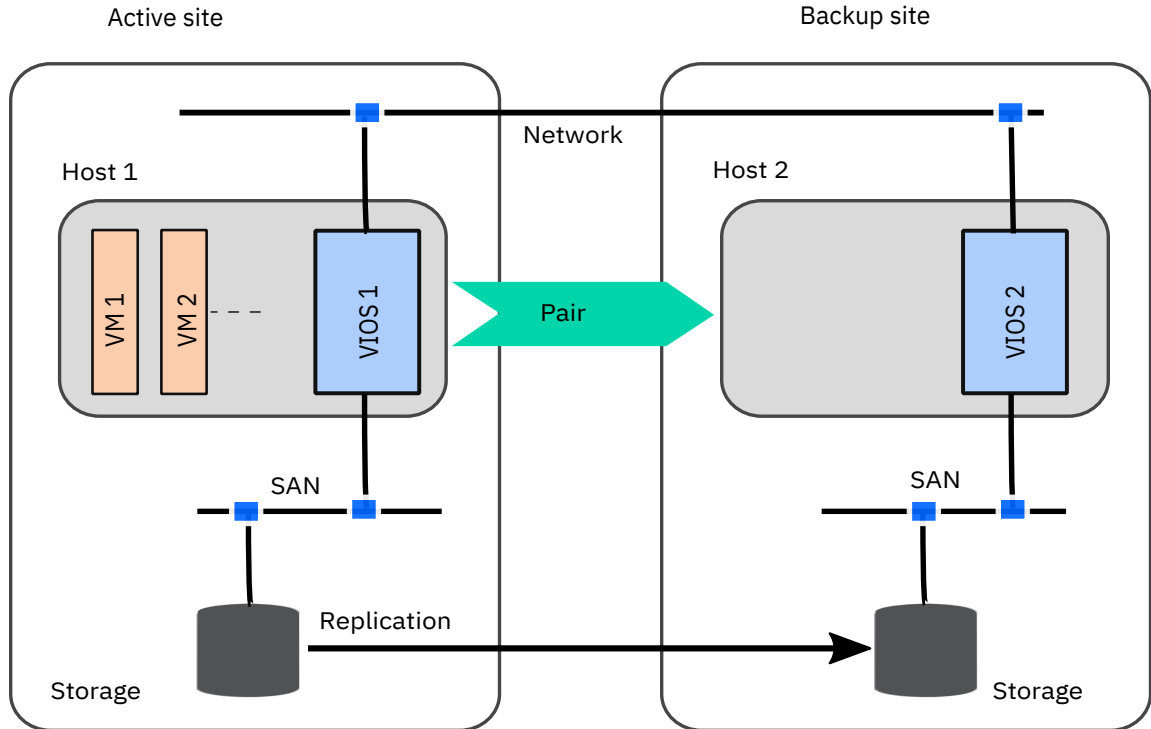 Active site
Backup site
Network
Host 1
Host 2
VM 1
VM 2
VIOS 1
Pair
VIOS 2
SAN
SAN
Replication
Storage
Storage